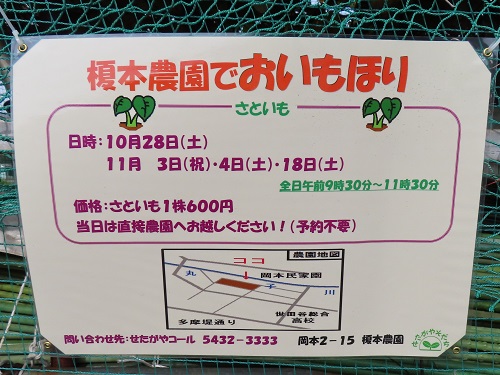 榎本農園でおいもほり
さといも
日時：10月28日(土)
11月 3日(祝)・4日(土)・18日(土)
全日午前9時30分～11時30分
価格：さといも1株600円
当日は直接農園へお越しください！(予約不要)
農園地図
ココ
↓
岡本民家園
丸 子 川
世田谷総合
高校
多摩堤通り
問い合わせ先：せたがやコール 5432-3333 岡本2-15 榎本農園
せたがやそだち